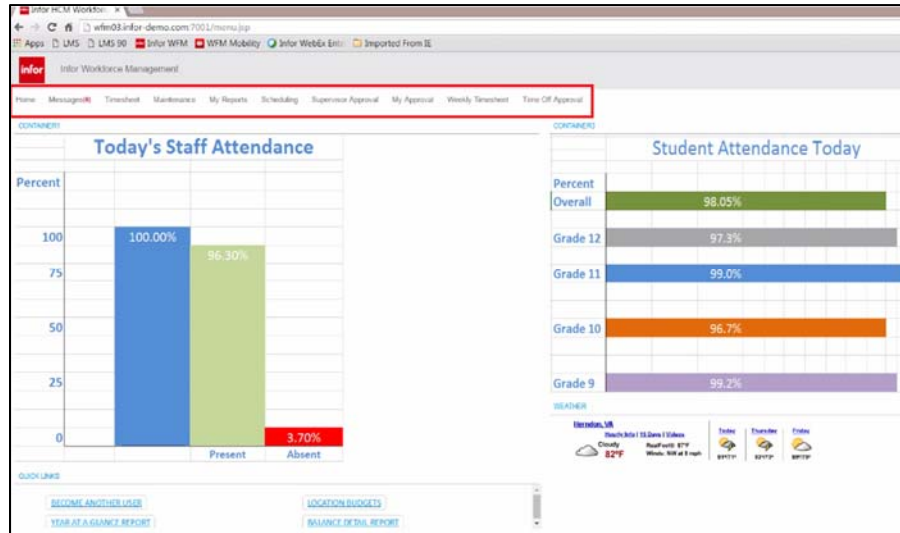 Infor HCM Workfor
wfm03.infor-demo.com:7001/menu.jsp
Apps LMS LMS 90 Infor WFM WFM Mobility Infor WebEx Imported From IE
infor Infor Workforce Management
Home Messages Timesheet Maintenance My Reports Scheduling Supervisor Approval My Approval Weekly Timesheet Time Off Approval
CONTAINER1
Today's Staff Attendance
Percent
100
75
50
25
0
100.00%
96.30%
3.70%
Present Absent
QUICK LINKS
BECOME ANOTHER USER LOCATION BUDGETS
YEAR AT A GLANCE REPORT BALANCE DETAIL REPORT
Student Attendance Today
Percent
Overall 98.05%
Grade 12 97.3%
Grade 11 99.0%
Grade 10 96.7%
Grade 9 99.2%
WEATHER
Herndon, VA
15 Days | Videos
Cloudy
82°F
Today Thursday Friday